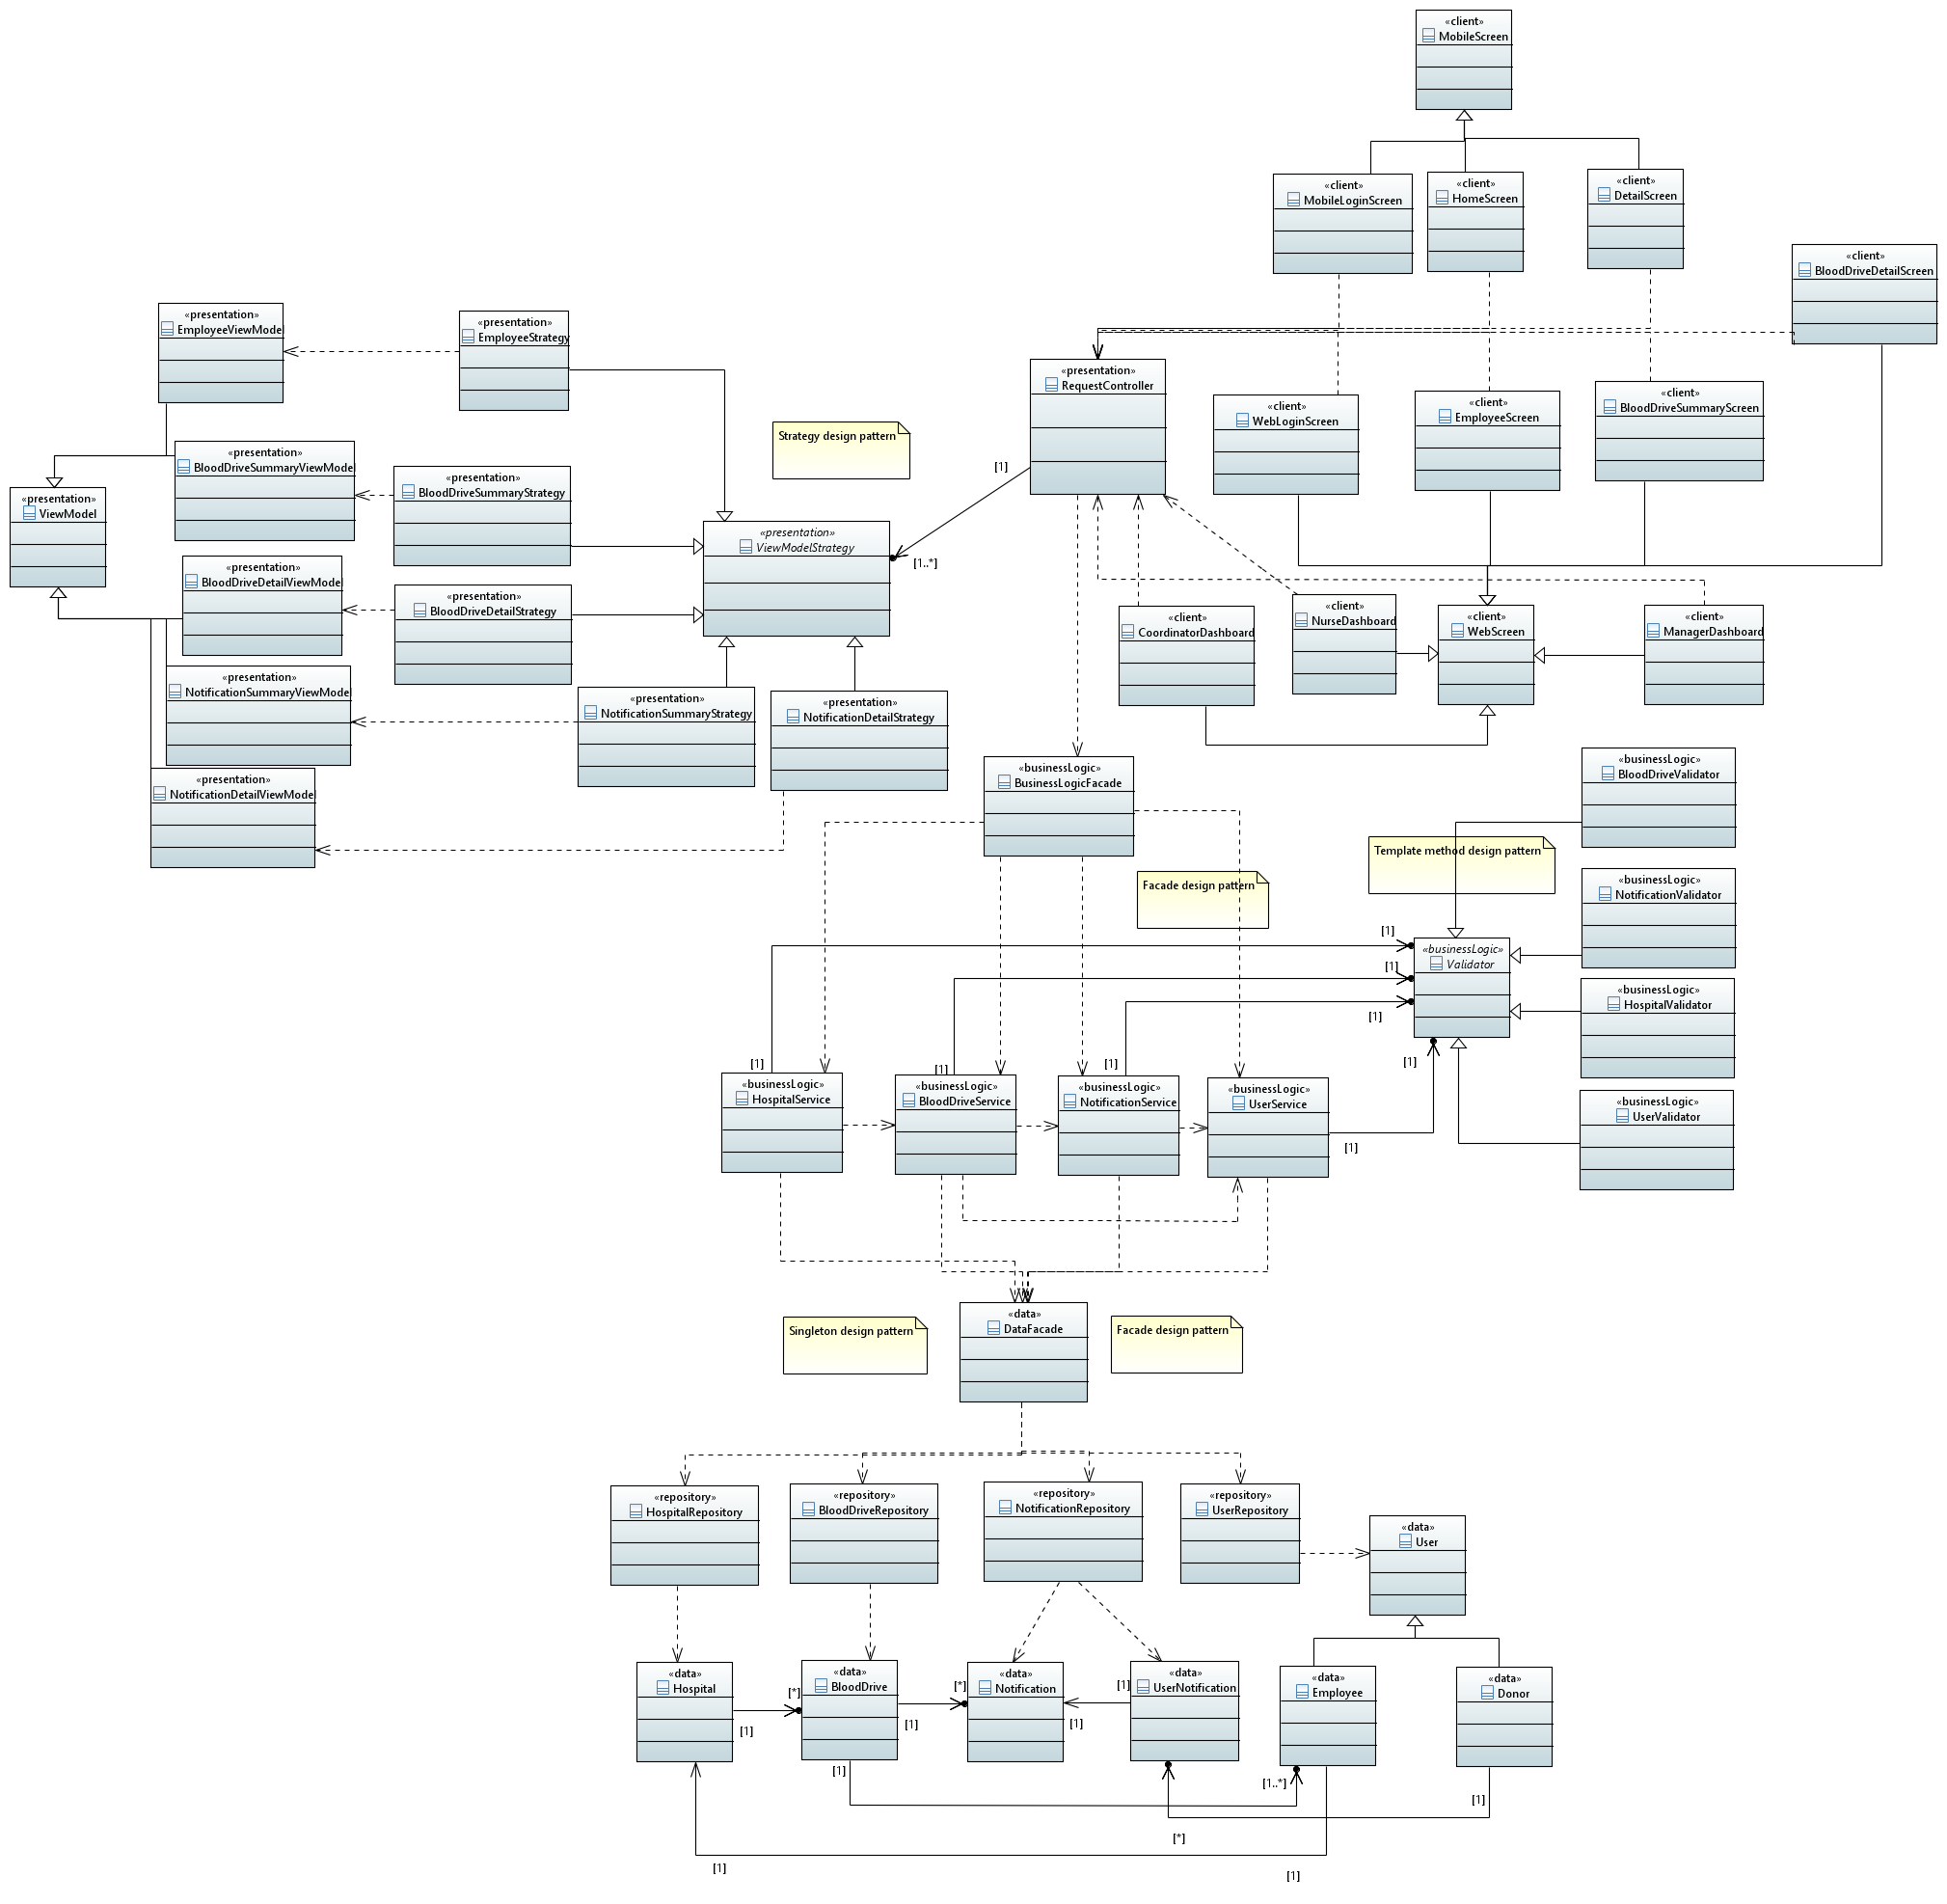 «client»
MobileScreen
«client»
MobileLoginScreen
«client»
HomeScreen
«client»
DetailScreen
«client»
BloodDriveDetailScreen
«presentation»
EmployeeViewModel
«presentation»
EmployeeStrategy
«presentation»
RequestController
«client»
WebLoginScreen
«client»
EmployeeScreen
«client»
BloodDriveSummaryScreen
Strategy design pattern
«presentation»
BloodDriveSummaryViewModel
«presentation»
BloodDriveSummaryStrategy
[1]
«presentation»
ViewModel
«presentation»
ViewModelStrategy
[1..*]
«presentation»
BloodDriveDetailViewModel
«presentation»
BloodDriveDetailStrategy
«client»
CoordinatorDashboard
«client»
NurseDashboard
«client»
WebScreen
«client»
ManagerDashboard
«presentation»
NotificationSummaryViewModel
«presentation»
NotificationSummaryStrategy
«presentation»
NotificationDetailStrategy
«presentation»
NotificationDetailViewModel
«businessLogic»
BusinessLogicFacade
«businessLogic»
BloodDriveValidator
Template method design pattern
Facade design pattern
«businessLogic»
NotificationValidator
[1]
«businessLogic»
Validator
[1]
[1]
«businessLogic»
HospitalValidator
[1]
[1]
[1]
[1]
«businessLogic»
HospitalService
«businessLogic»
BloodDriveService
«businessLogic»
NotificationService
«businessLogic»
UserService
[1]
«businessLogic»
UserValidator
Singleton design pattern
«data»
DataFacade
Facade design pattern
«repository»
HospitalRepository
«repository»
BloodDriveRepository
«repository»
NotificationRepository
«repository»
UserRepository
«data»
User
«data»
Hospital
[*]
[1]
«data»
BloodDrive
[*]
[1]
«data»
Notification
[1]
[1]
«data»
UserNotification
«data»
Employee
«data»
Donor
[1]
[1..*]
[1]
[*]
[1]
[1]